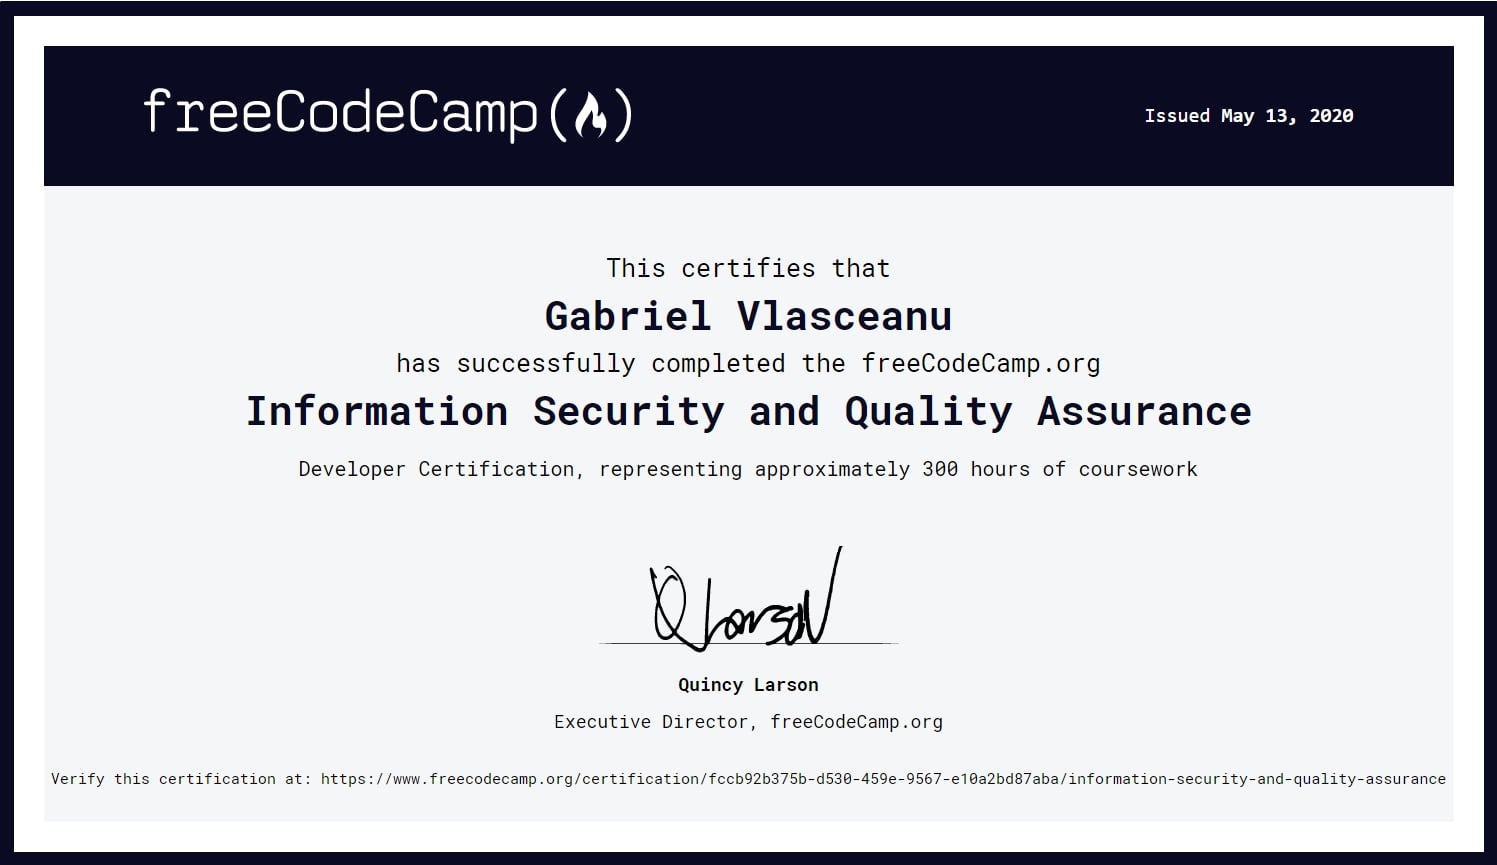 freeCodeCamp
Issued May 13, 2020
This certifies that
Gabriel Vlasceanu
has successfully completed the freeCodeCamp.org
Information Security and Quality Assurance
Developer Certification, representing approximately 300 hours of coursework
Q Larson
Quincy Larson
Executive Director, freeCodeCamp.org
Verify this certification at: https://www.freecodecamp.org/certification/fccb92b375b-d530-459e-9567-e10a2bd87aba/information-security-and-quality-assurance